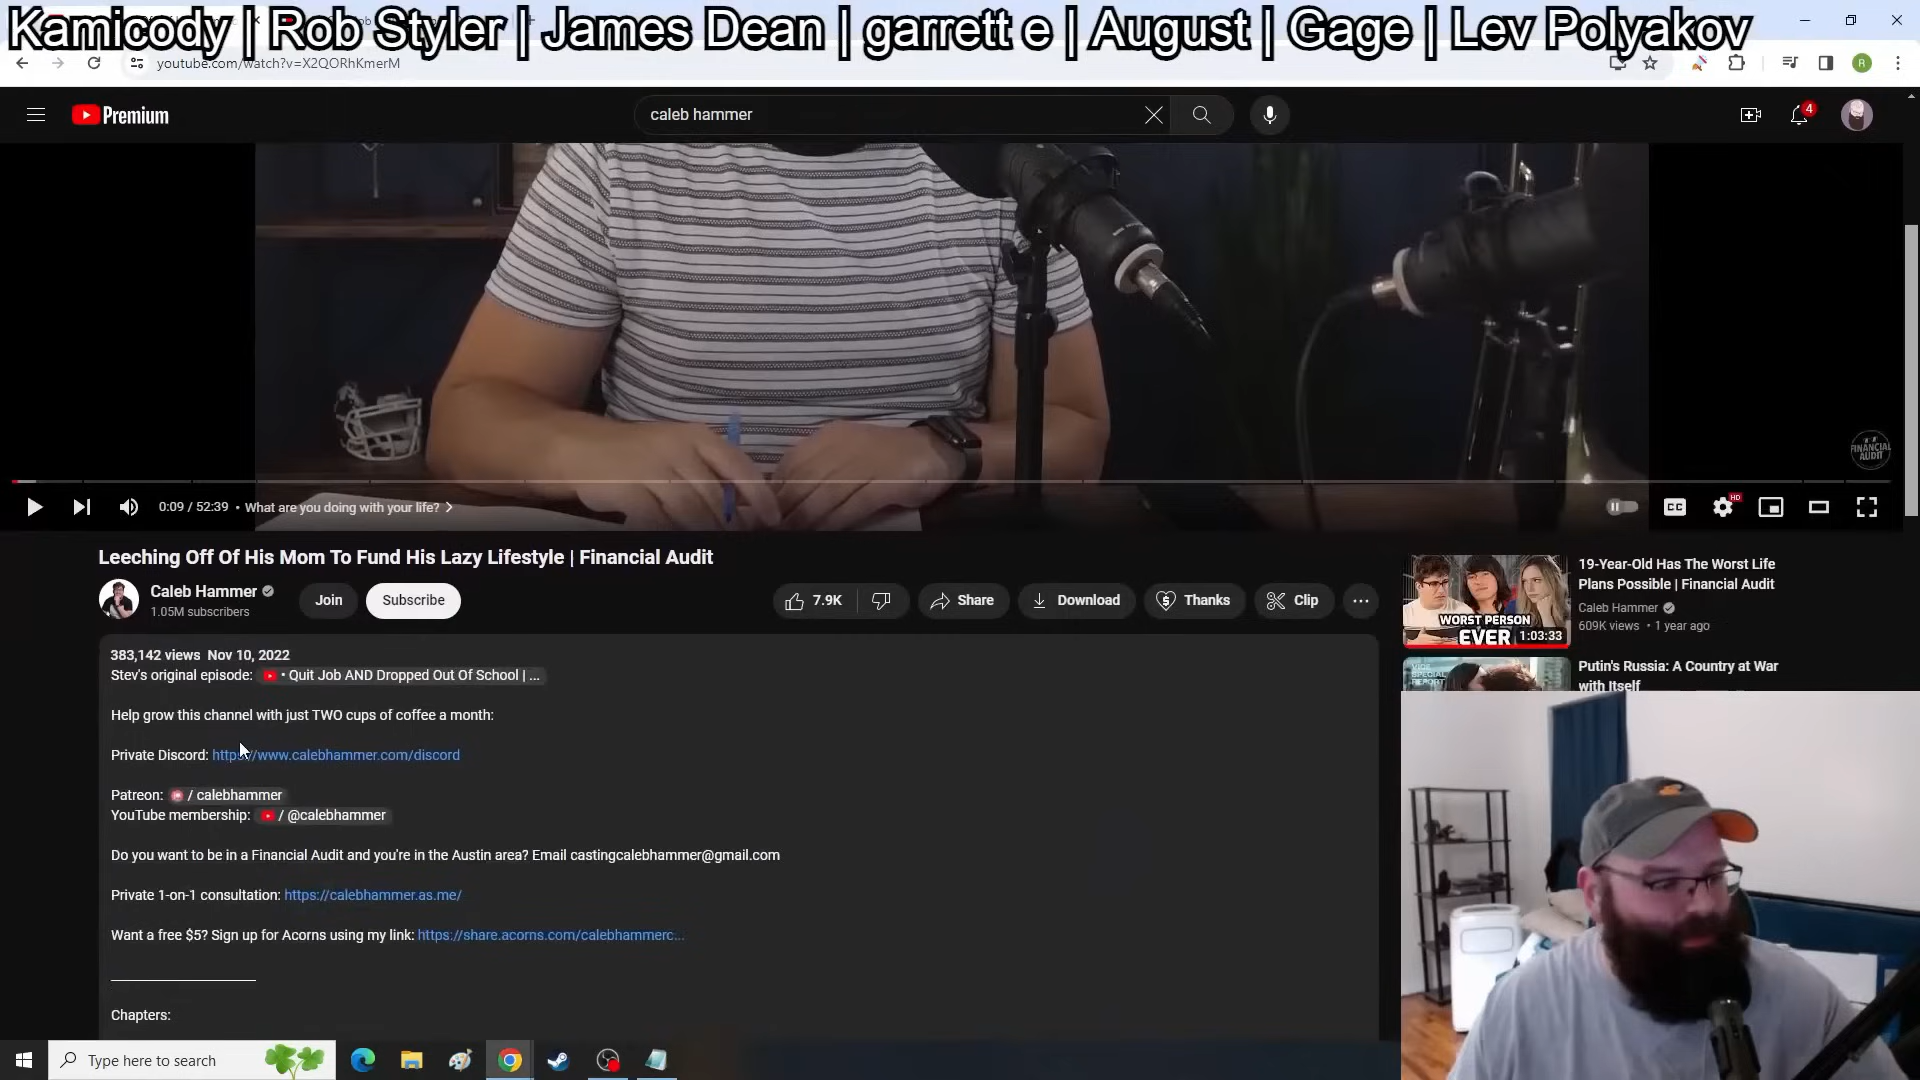 Kamicody | Rob Styler | James Dean | garrett e | August | Gage | Lev Polyakov
youtube.com/watch?v=X2QORhKmerM
R
Premium
caleb hammer
4
FINANCIAL
AUDIT
0:09 / 52:39 • What are you doing with your life?
CC
HD
Leeching Off Of His Mom To Fund His Lazy Lifestyle | Financial Audit
Caleb Hammer
1.05M subscribers
Join
Subscribe
7.9K
Share
Download
Thanks
Clip
383,142 views Nov 10, 2022
Stev's original episode: • Quit Job AND Dropped Out Of School | ...
Help grow this channel with just TWO cups of coffee a month:
Private Discord: https://www.calebhammer.com/discord
Patreon: / calebhammer
YouTube membership: / @calebhammer
Do you want to be in a Financial Audit and you're in the Austin area? Email castingcalebhammer@gmail.com
Private 1-on-1 consultation: https://calebhammer.as.me/
Want a free $5? Sign up for Acorns using my link: https://share.acorns.com/calebhammerc...
Chapters:
WORST PERSON
EVER
1:03:33
19-Year-Old Has The Worst Life
Plans Possible | Financial Audit
Caleb Hammer
609K views • 1 year ago
VICE
SPECIAL
REPORT
Putin's Russia: A Country at War
with Itself
Type here to search